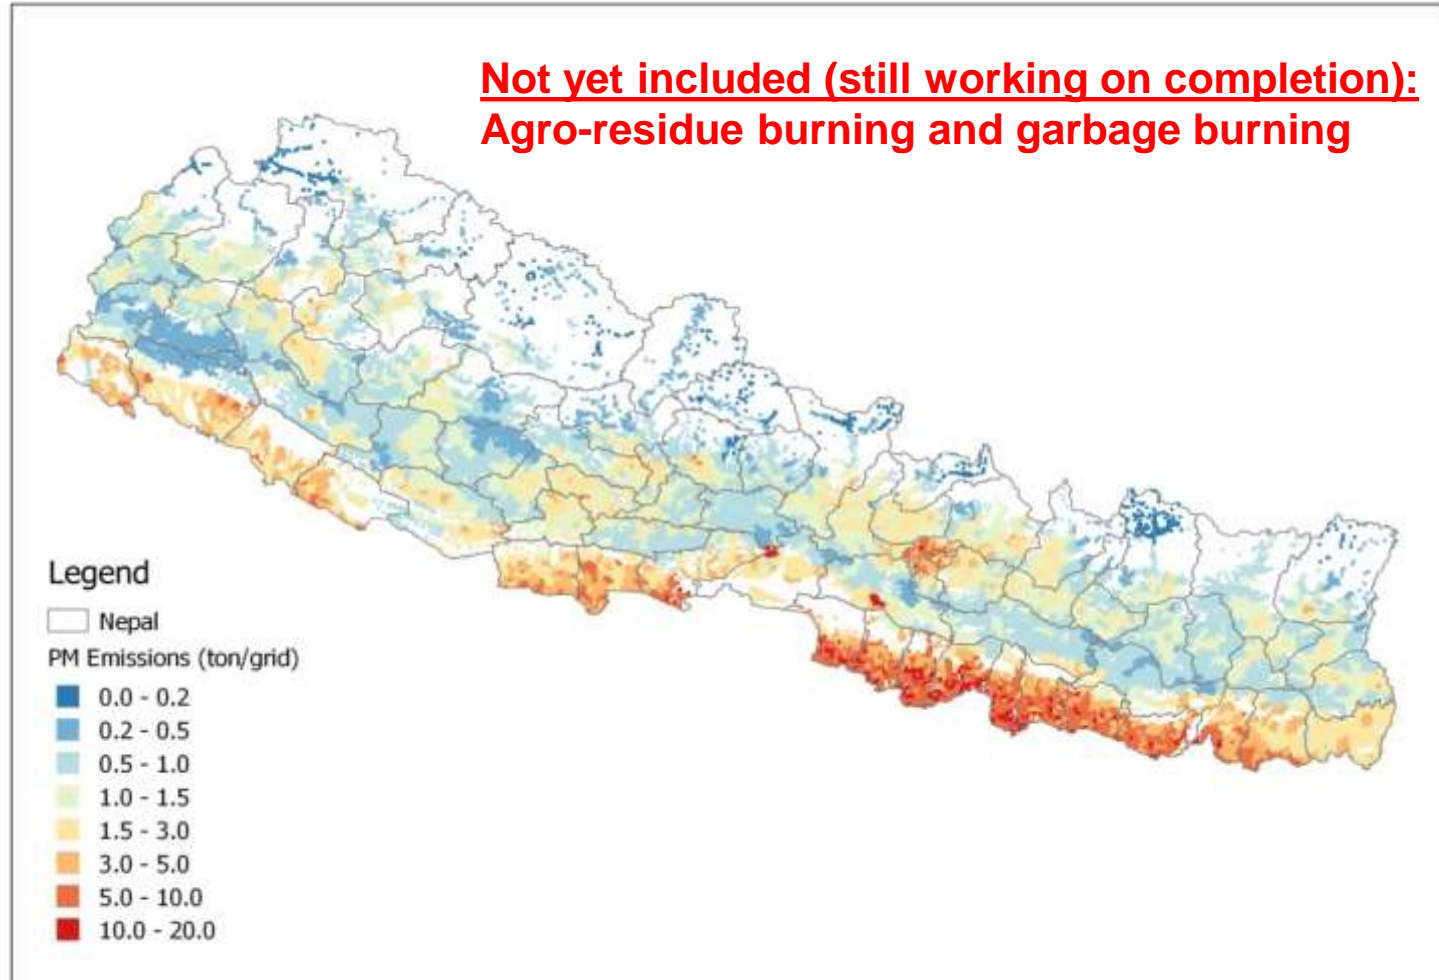 Not yet included (still working on completion):
Agro-residue burning and garbage burning
Legend
Nepal
PM Emissions (ton/grid)
0.0 - 0.2
0.2 - 0.5
0.5 - 1.0
1.0 - 1.5
1.5 - 3.0
3.0 - 5.0
5.0 - 10.0
10.0 - 20.0